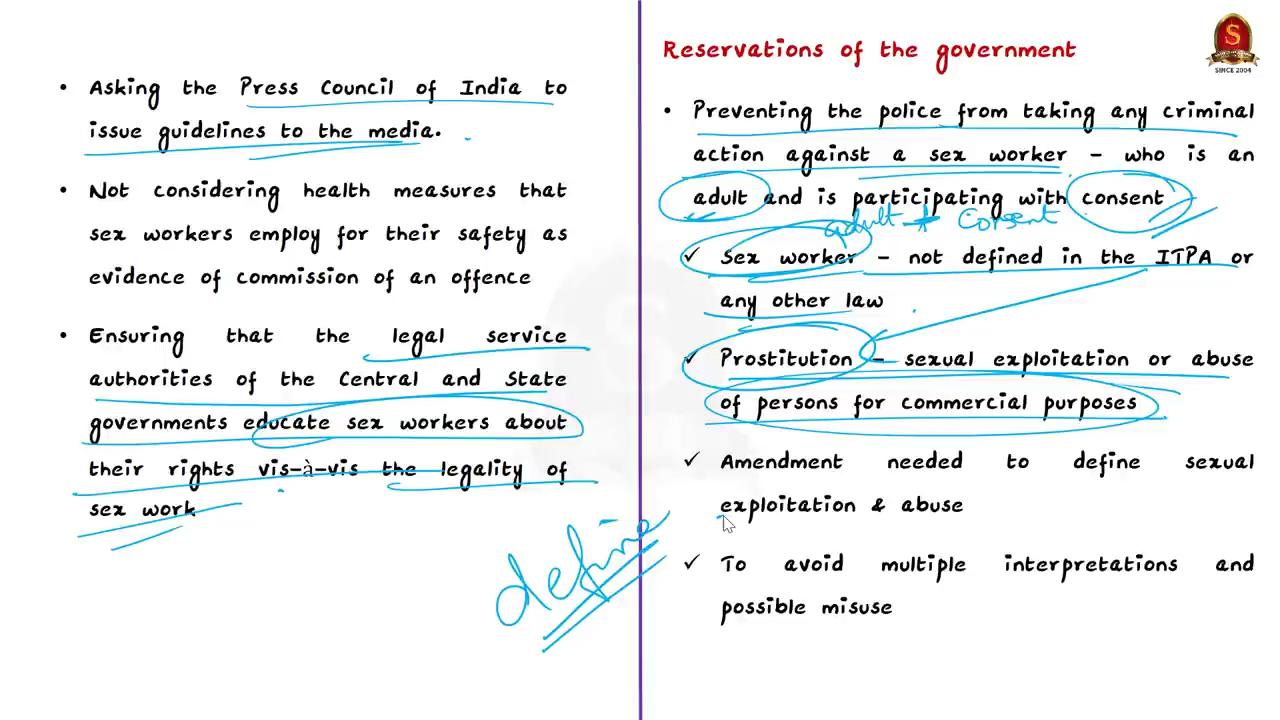 • Asking the Press Council of India to
issue guidelines to the media.
• Not considering health measures that
sex workers employ for their safety as
evidence of commission of an offence
• Ensuring that the legal service
authorities of the Central and State
governments educate sex workers about
their rights vis-à-vis the legality of
sex work
define
Reservations of the government
S
SINCE 2004
• Preventing the police from taking any criminal
action against a sex worker – who is an
adult and is participating with consent
adult + Consent
✓ Sex worker – not defined in the ITPA or
any other law
✓ Prostitution – sexual exploitation or abuse
of persons for commercial purposes
✓ Amendment needed to define sexual
exploitation & abuse
✓ To avoid multiple interpretations and
possible misuse